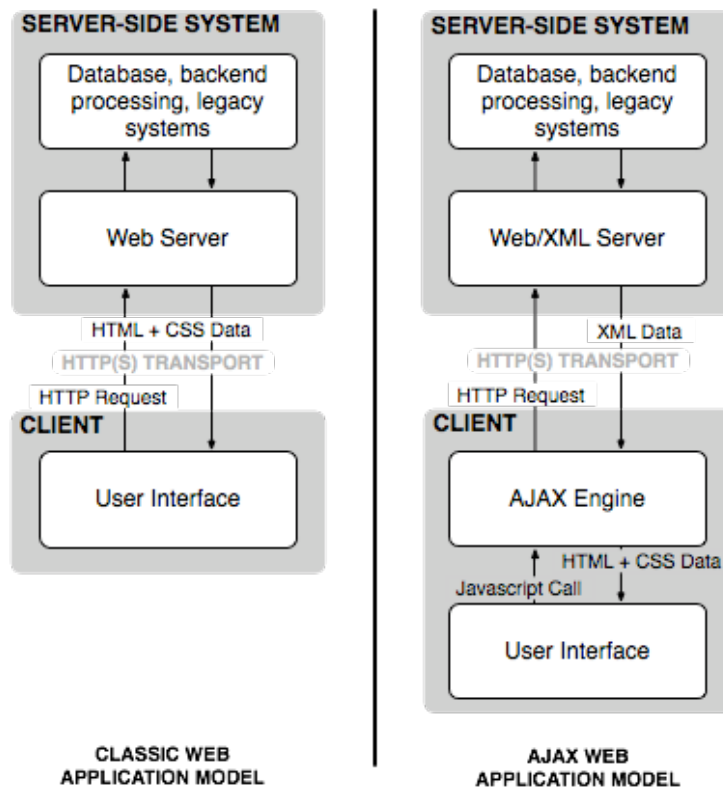 SERVER-SIDE SYSTEM
Database, backend
processing, legacy
systems
Web Server
HTML + CSS Data
HTTP(S) TRANSPORT
HTTP Request
CLIENT
User Interface
CLASSIC WEB
APPLICATION MODEL
SERVER-SIDE SYSTEM
Database, backend
processing, legacy
systems
Web/XML Server
XML Data
HTTP(S) TRANSPORT
HTTP Request
CLIENT
AJAX Engine
HTML + CSS Data
Javascript Call
User Interface
AJAX WEB
APPLICATION MODEL